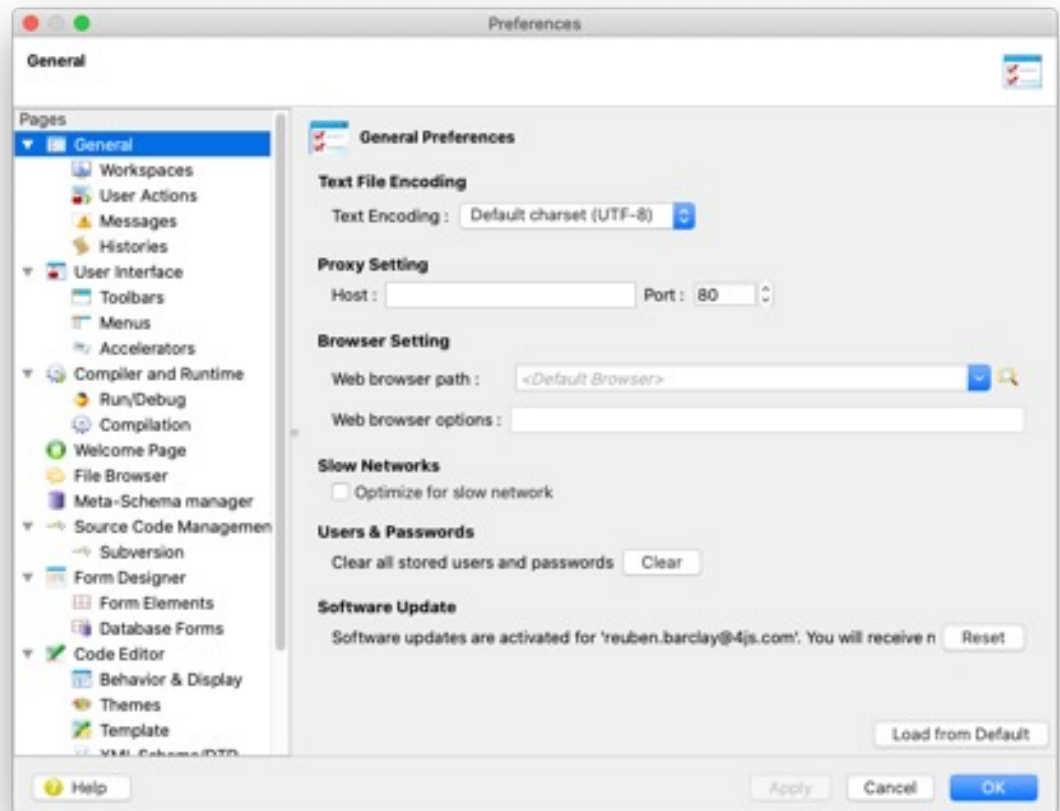 Preferences
General
Pages
General
Workspaces
User Actions
Messages
Histories
User Interface
Toolbars
Menus
Accelerators
Compiler and Runtime
Run/Debug
Compilation
Welcome Page
File Browser
Meta-Schema manager
Source Code Managemen
Subversion
Form Designer
Form Elements
Database Forms
Code Editor
Behavior & Display
Themes
Template
General Preferences
Text File Encoding
Text Encoding : Default charset (UTF-8)
Proxy Setting
Host : Port : 80
Browser Setting
Web browser path : <Default Browser>
Web browser options :
Slow Networks
Optimize for slow network
Users & Passwords
Clear all stored users and passwords Clear
Software Update
Software updates are activated for 'reuben.barclay@4js.com'. You will receive n Reset
Load from Default
Help Apply Cancel OK